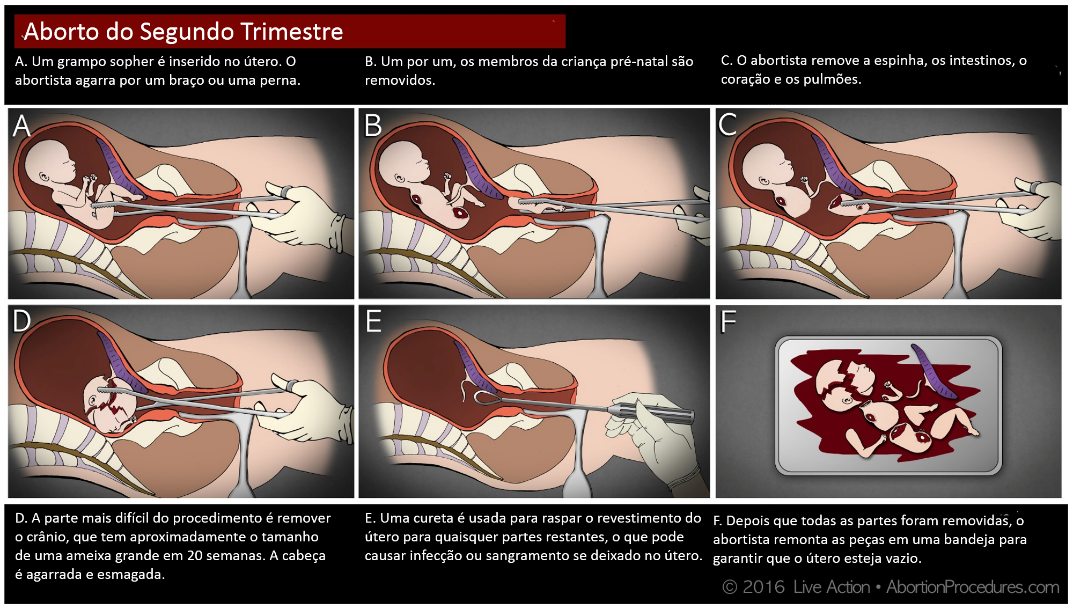 Aborto do Segundo Trimestre
A. Um grampo sopher é inserido no útero. O
abortista agarra por um braço ou uma perna.
B. Um por um, os membros da criança pré-natal são
removidos.
C. O abortista remove a espinha, os intestinos, o
coração e os pulmões.
A
B
C
D
E
F
D. A parte mais difícil do procedimento é remover
o crânio, que tem aproximadamente o tamanho
de uma ameixa grande em 20 semanas. A cabeça
é agarrada e esmagada.
E. Uma cureta é usada para raspar o revestimento do
útero para quaisquer partes restantes, o que pode
causar infecção ou sangramento se deixado no útero.
F. Depois que todas as partes foram removidas, o
abortista remonta as peças em uma bandeja para
garantir que o útero esteja vazio.
© 2016 Live Action • AbortionProcedures.com